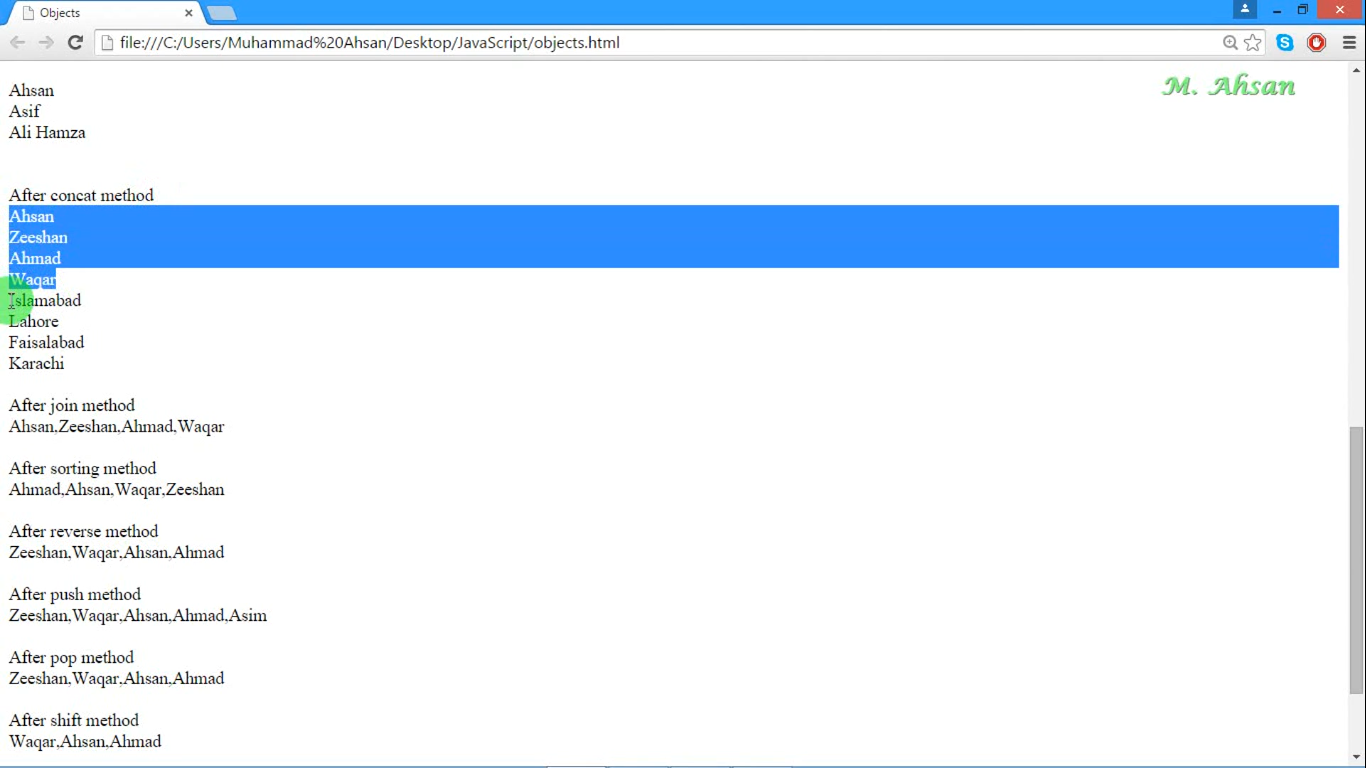 Objects
file:///C:/Users/Muhammad%20Ahsan/Desktop/JavaScript/objects.html
M. Ahsan
Ahsan
Asif
Ali Hamza
After concat method
Ahsan
Zeeshan
Ahmad
Waqar
Islamabad
Lahore
Faisalabad
Karachi
After join method
Ahsan,Zeeshan,Ahmad,Waqar
After sorting method
Ahmad,Ahsan,Waqar,Zeeshan
After reverse method
Zeeshan,Waqar,Ahsan,Ahmad
After push method
Zeeshan,Waqar,Ahsan,Ahmad,Asim
After pop method
Zeeshan,Waqar,Ahsan,Ahmad
After shift method
Waqar,Ahsan,Ahmad